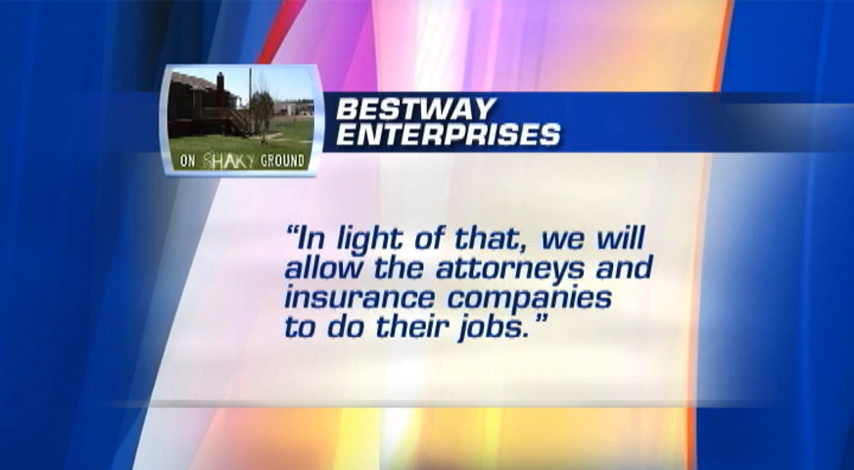 BESTWAY
ENTERPRISES
ON SHAKY GROUND
“In light of that, we will
allow the attorneys and
insurance companies
to do their jobs.”